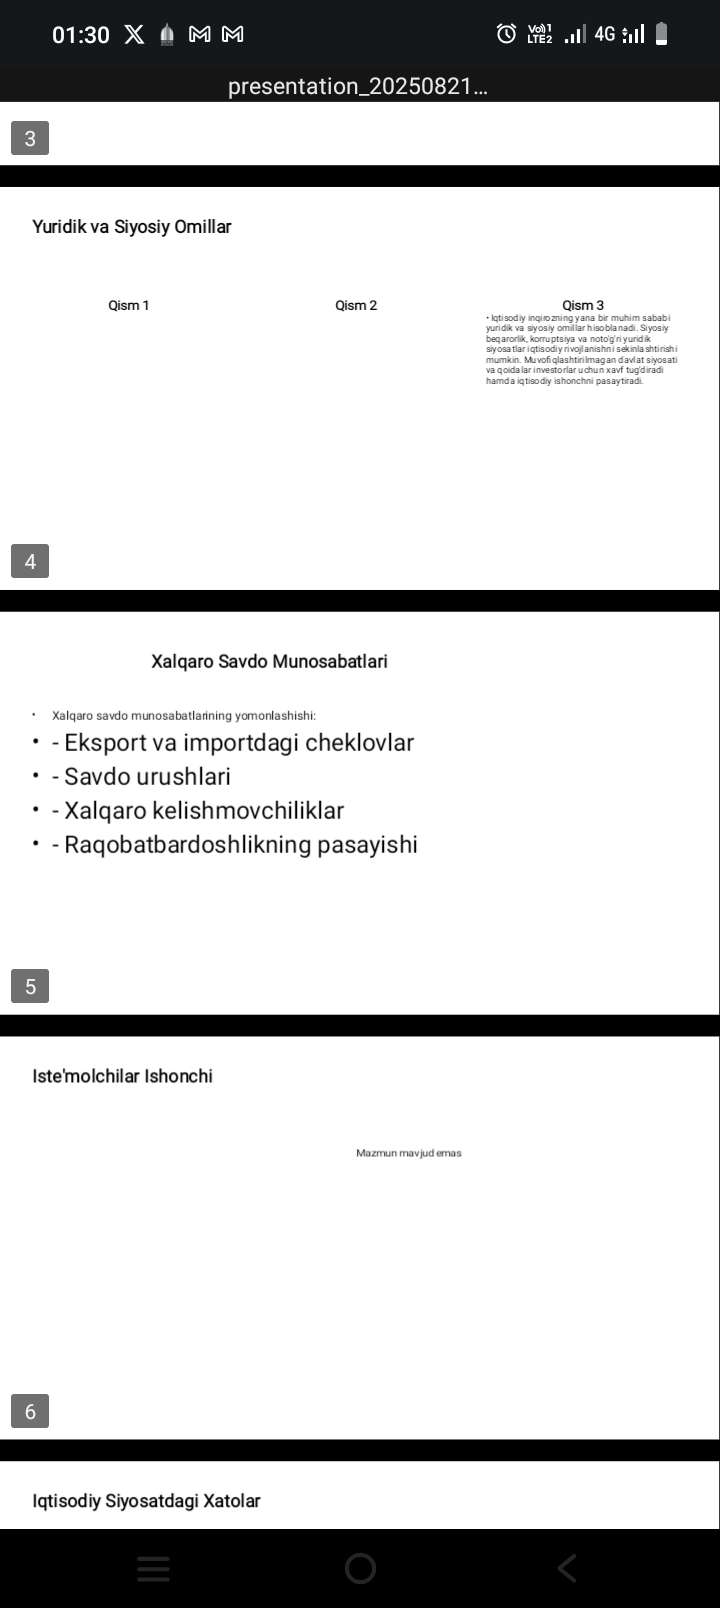 01:30
Vo))1
LTE2
4G
presentation_20250821...
3
Yuridik va Siyosiy Omillar
Qism 1
Qism 2
Qism 3
• Iqtisodiy inqirozning yana bir muhim sababi
yuridik va siyosiy omillar hisoblanadi. Siyosiy
beqarorlik, korruptsiya va noto'g'ri yuridik
siyosatlar iqtisodiy rivojlanishni sekinlashtirishi
mumkin. Muvofiqlashtirilmagan davlat siyosati
va qoidalar investorlar uchun xavf tug'diradi
hamda iqtisodiy ishonchni pasaytiradi.
4
Xalqaro Savdo Munosabatlari
• Xalqaro savdo munosabatlarining yomonlashishi:
• - Eksport va importdagi cheklovlar
• - Savdo urushlari
• - Xalqaro kelishmovchiliklar
• - Raqobatbardoshlikning pasayishi
5
Iste'molchilar Ishonchi
Mazmun mavjud emas
6
Iqtisodiy Siyosatdagi Xatolar